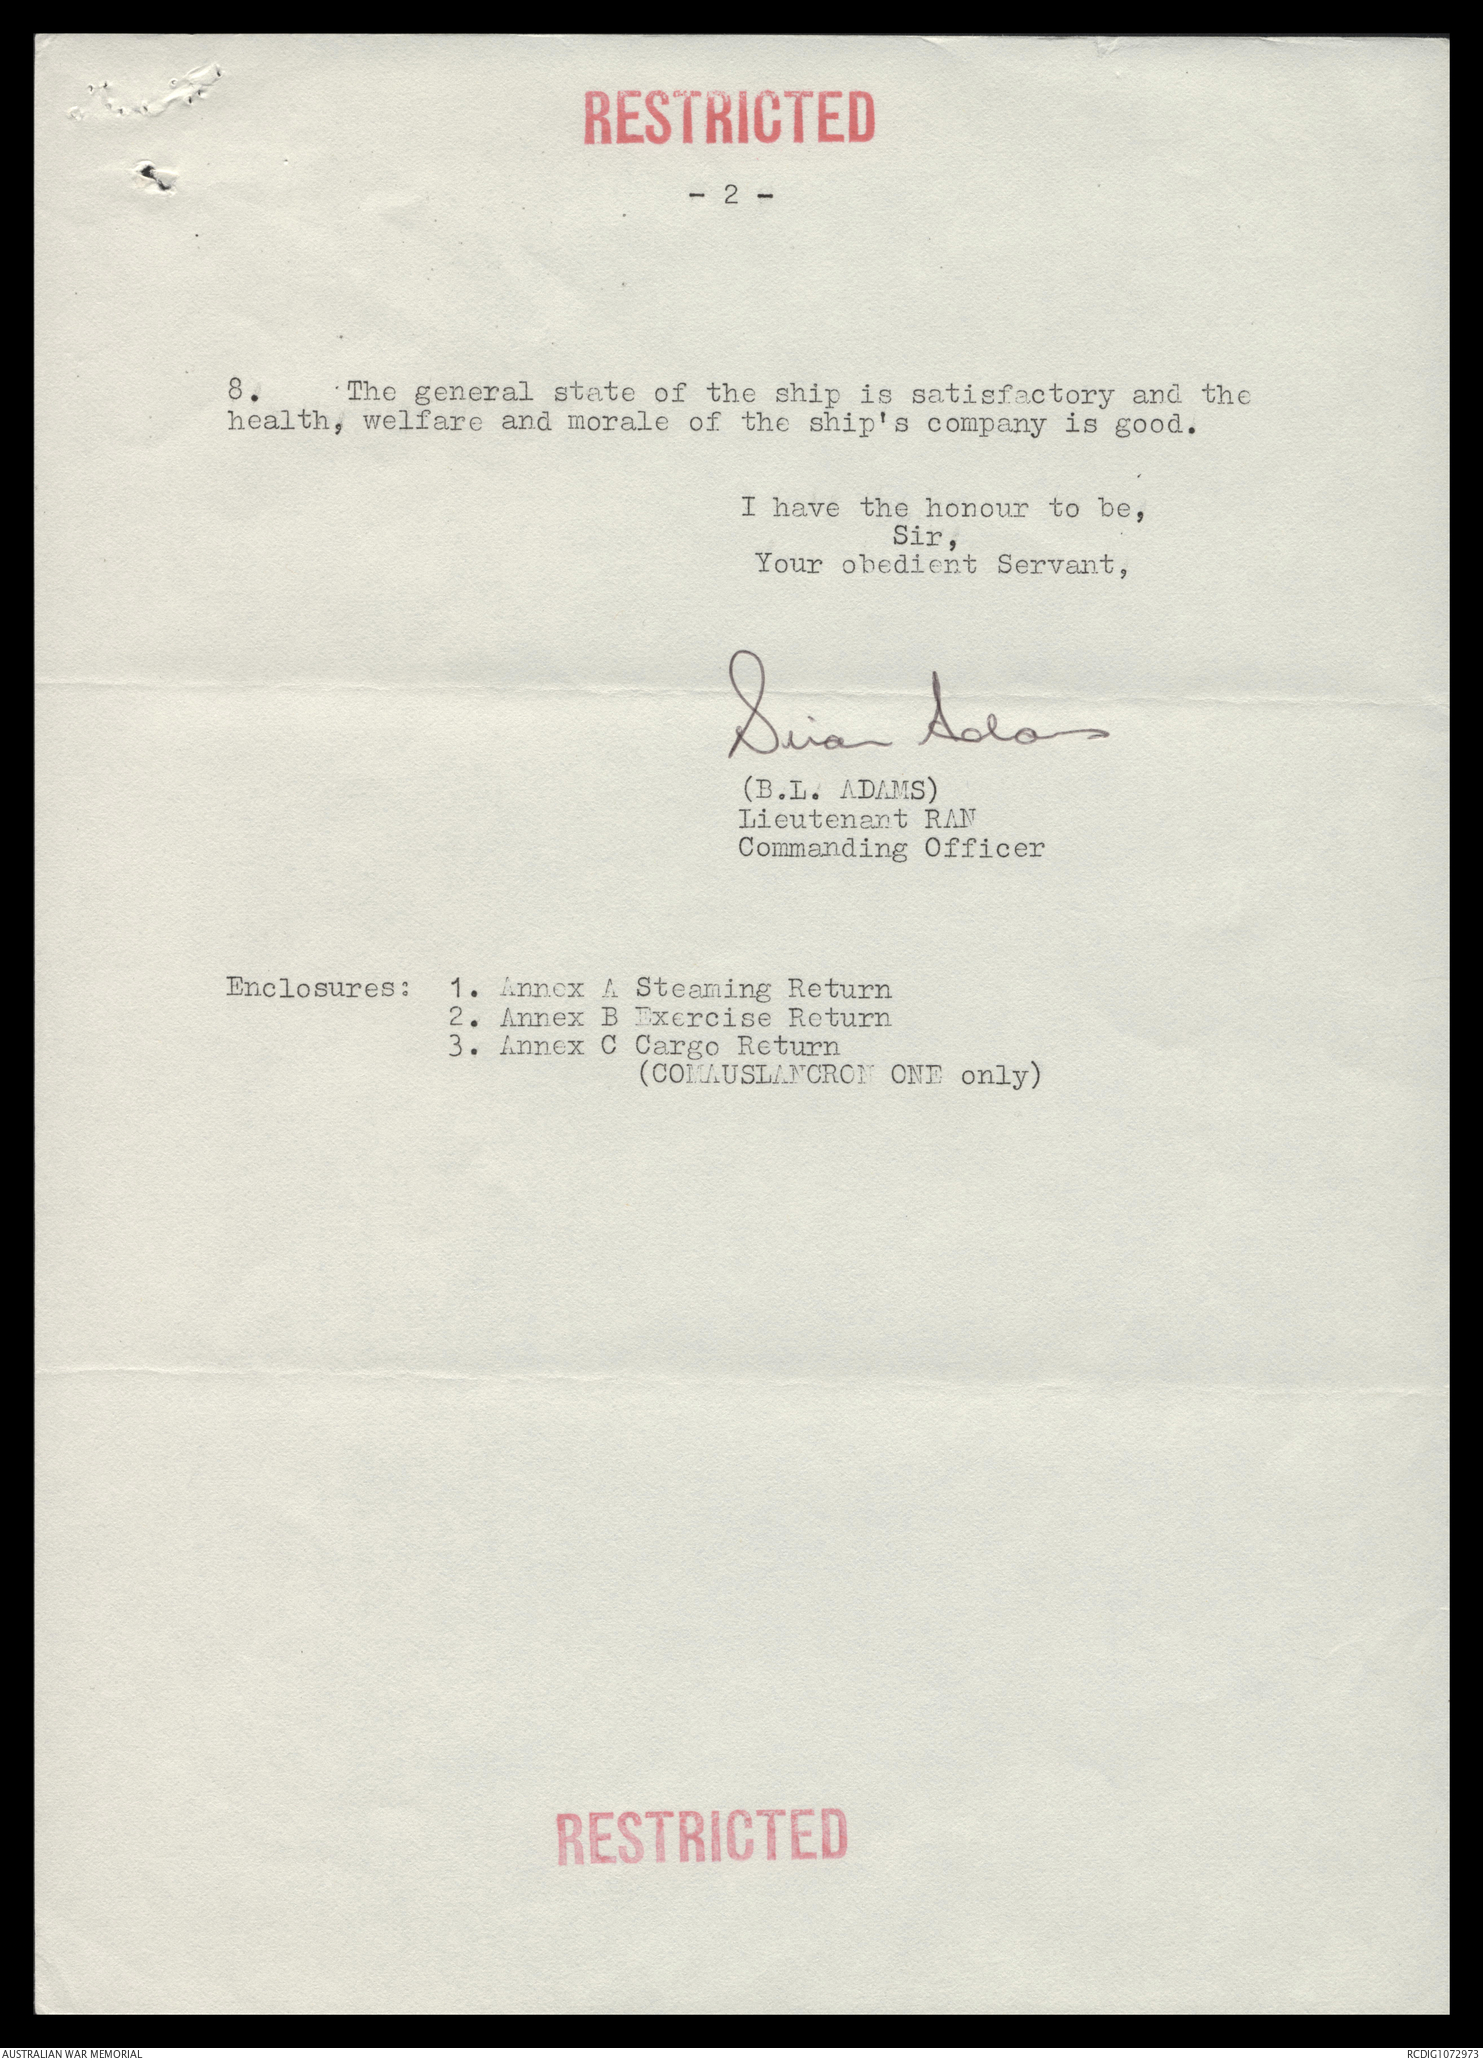 RESTRICTED
- 2 -
8. The general state of the ship is satisfactory and the
health, welfare and morale of the ship's company is good.
I have the honour to be,
Sir,
Your obedient Servant,
Brian Adams
(B.L. ADAMS)
Lieutenant RAN
Commanding Officer
Enclosures: 1. Annex A Steaming Return
2. Annex B Exercise Return
3. Annex C Cargo Return
(COMAUSLANCRON ONE only)
RESTRICTED
AUSTRALIAN WAR MEMORIAL
RCDIG1072973